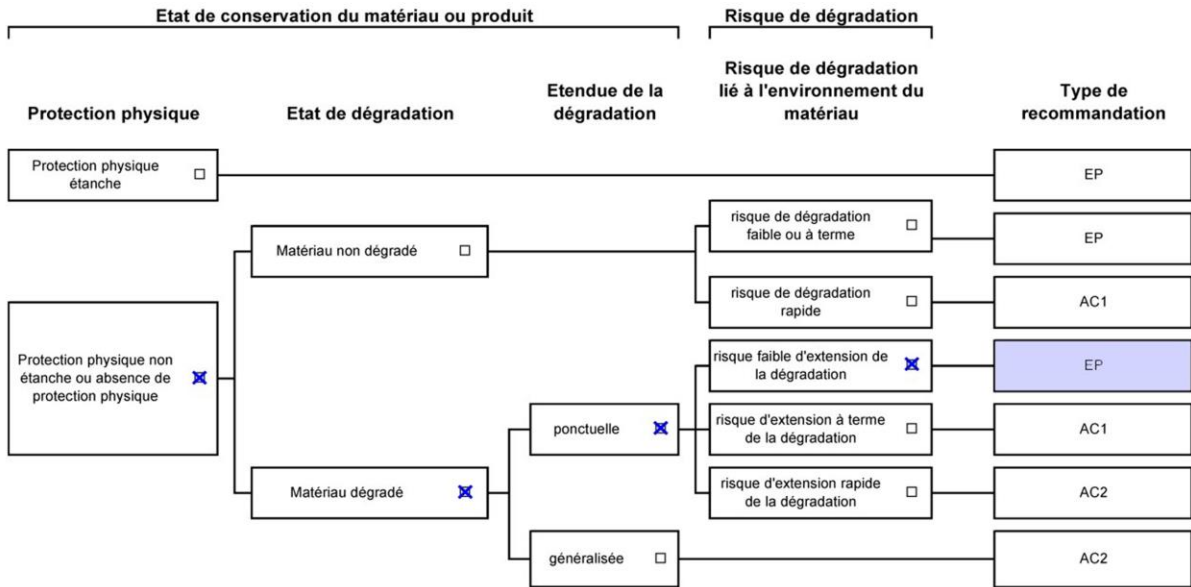 Etat de conservation du matériau ou produit
Risque de dégradation
Protection physique
Etat de dégradation
Etendue de la
dégradation
Risque de dégradation
lié à l'environnement du
matériau
Type de
recommandation
Protection physique
étanche
EP
Matériau non dégradé
risque de dégradation
faible ou à terme
EP
risque de dégradation
rapide
AC1
Protection physique non
étanche ou absence de
protection physique
risque faible d'extension de
la dégradation
EP
ponctuelle
risque d'extension à terme
de la dégradation
AC1
Matériau dégradé
risque d'extension rapide
de la dégradation
AC2
généralisée
AC2